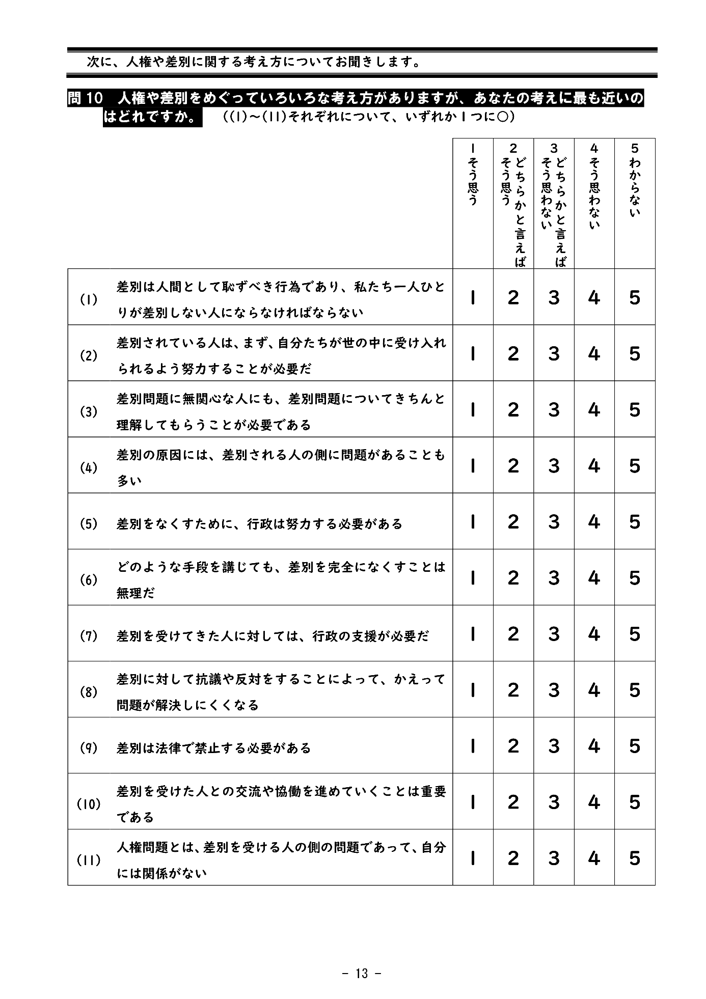 次に、人権や差別に関する考え方についてお聞きします。
問10　人権や差別をめぐっていろいろな考え方がありますが、あなたの考えに最も近いの
はどれですか。　((1)～(11)それぞれについて、いずれか1つに○)
1 そう思う
2 どちらかと言えば
そう思う
3 どちらかと言えば
そう思わない
4 そう思わない
5 わからない
(1) 差別は人間として恥ずべき行為であり、私たち一人ひと
りが差別しない人にならなければならない
1 2 3 4 5
(2) 差別されている人は、まず、自分たちが世の中に受け入れ
られるよう努力することが必要だ
1 2 3 4 5
(3) 差別問題に無関心な人にも、差別問題についてきちんと
理解してもらうことが必要である
1 2 3 4 5
(4) 差別の原因には、差別される人の側に問題があることも
多い
1 2 3 4 5
(5) 差別をなくすために、行政は努力する必要がある
1 2 3 4 5
(6) どのような手段を講じても、差別を完全になくすことは
無理だ
1 2 3 4 5
(7) 差別を受けてきた人に対しては、行政の支援が必要だ
1 2 3 4 5
(8) 差別に対して抗議や反対をすることによって、かえって
問題が解決しにくくなる
1 2 3 4 5
(9) 差別は法律で禁止する必要がある
1 2 3 4 5
(10) 差別を受けた人との交流や協働を進めていくことは重要
である
1 2 3 4 5
(11) 人権問題とは、差別を受ける人の側の問題であって、自分
には関係がない
1 2 3 4 5
- 13 -